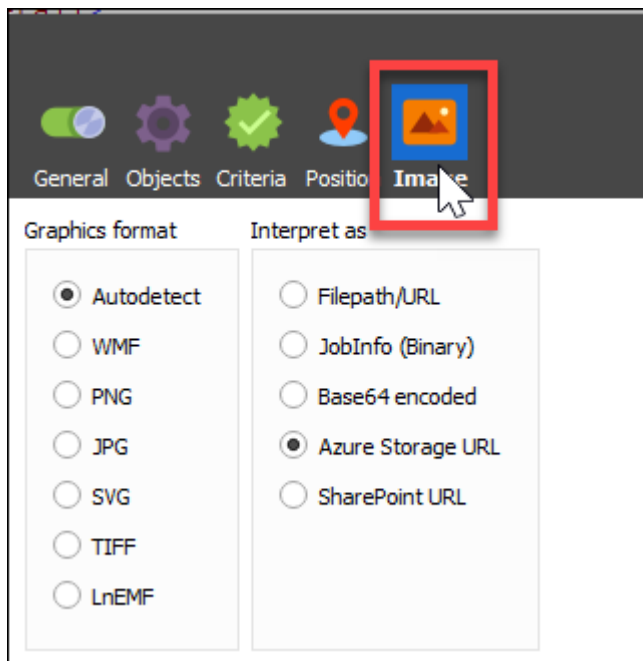 General Objects Criteria Position Image
Graphics format
Autodetect
WMF
PNG
JPG
SVG
TIFF
LnEMF
Interpret as
Filepath/URL
JobInfo (Binary)
Base64 encoded
Azure Storage URL
SharePoint URL